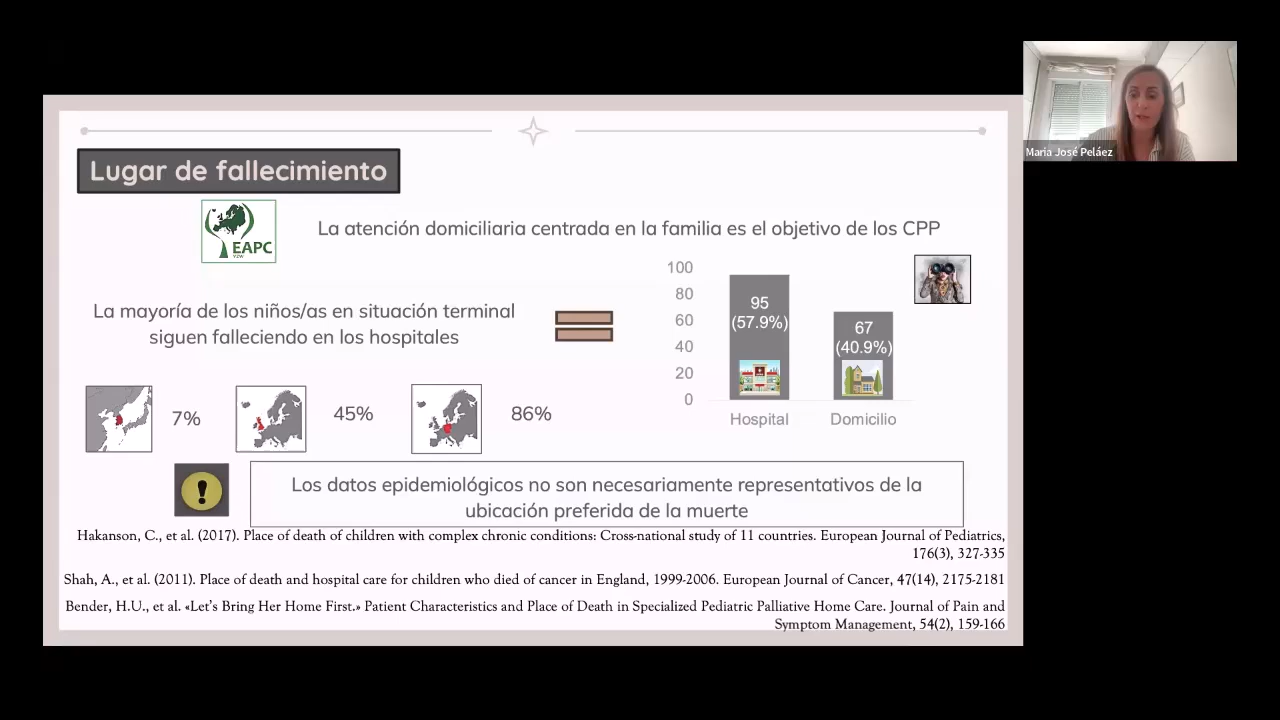 Maria José Peláez
Lugar de fallecimiento
EAPC
VZW
La atención domiciliaria centrada en la familia es el objetivo de los CPP
La mayoría de los niños/as en situación terminal
siguen falleciendo en los hospitales
100
80
60
40
20
0
95
(57.9%)
67
(40.9%)
Hospital
Domicilio
7%
45%
86%
!
Los datos epidemiológicos no son necesariamente representativos de la
ubicación preferida de la muerte
Hakanson, C., et al. (2017). Place of death of children with complex chronic conditions: Cross-national study of 11 countries. European Journal of Pediatrics,
176(3), 327-335
Shah, A., et al. (2011). Place of death and hospital care for children who died of cancer in England, 1999-2006. European Journal of Cancer, 47(14), 2175-2181
Bender, H.U., et al. «Let's Bring Her Home First.» Patient Characteristics and Place of Death in Specialized Pediatric Palliative Home Care. Journal of Pain and
Symptom Management, 54(2), 159-166